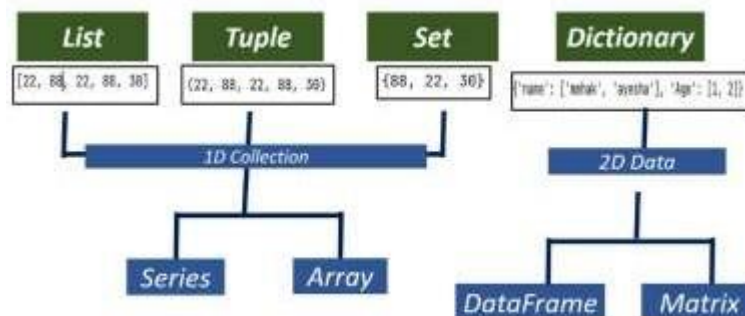 List
Tuple
Set
Dictionary
[22, 88, 22, 88, 30]
(22, 88, 22, 88, 30)
{88, 22, 30}
{'name': ['mehak', 'ayesha'], 'Age': [1, 2]}
1D Collection
2D Data
Series
Array
DataFrame
Matrix